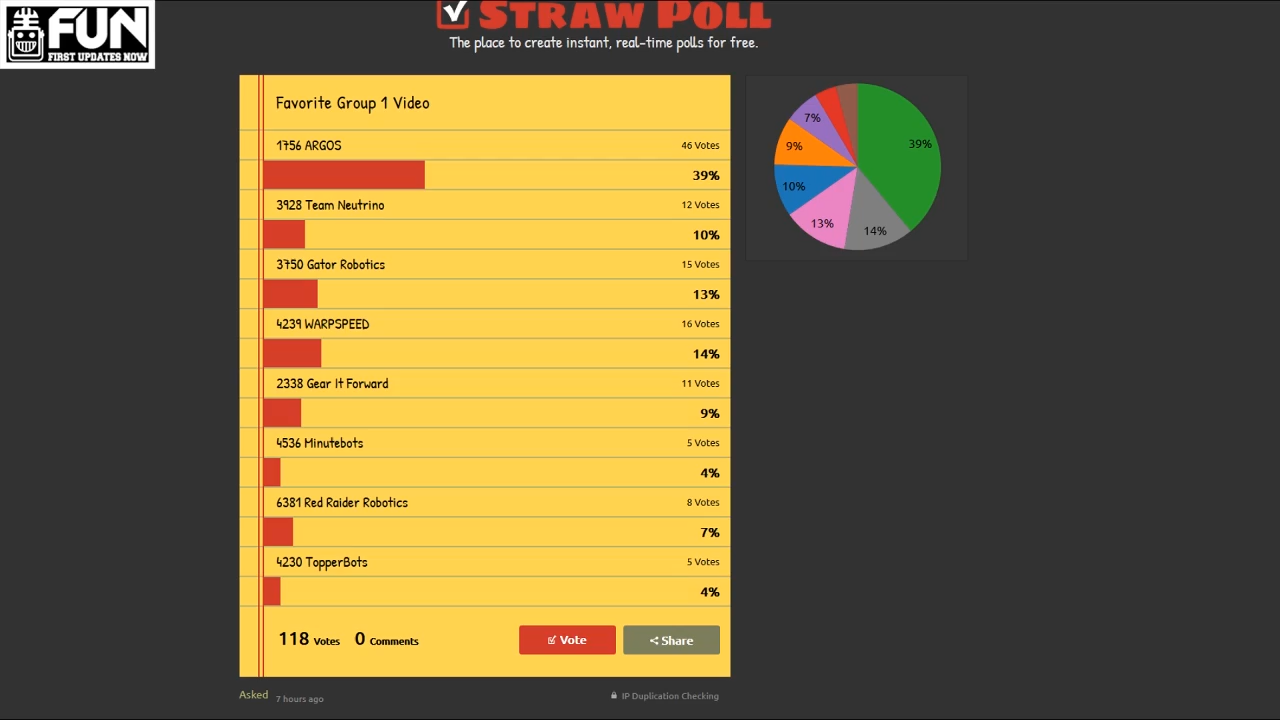 FUN
FIRST UPDATES NOW
STRAW POLL
The place to create instant, real-time polls for free.
Favorite Group 1 Video
1756 ARGOS 46 Votes
39%
3928 Team Neutrino 12 Votes
10%
3750 Gator Robotics 15 Votes
13%
4239 WARPSPEED 16 Votes
14%
2338 Gear It Forward 11 Votes
9%
4536 Minutebots 5 Votes
4%
6381 Red Raider Robotics 8 Votes
7%
4230 TopperBots 5 Votes
4%
118 Votes 0 Comments Vote Share
Asked 7 hours ago IP Duplication Checking
7%
39%
9%
10%
13%
14%